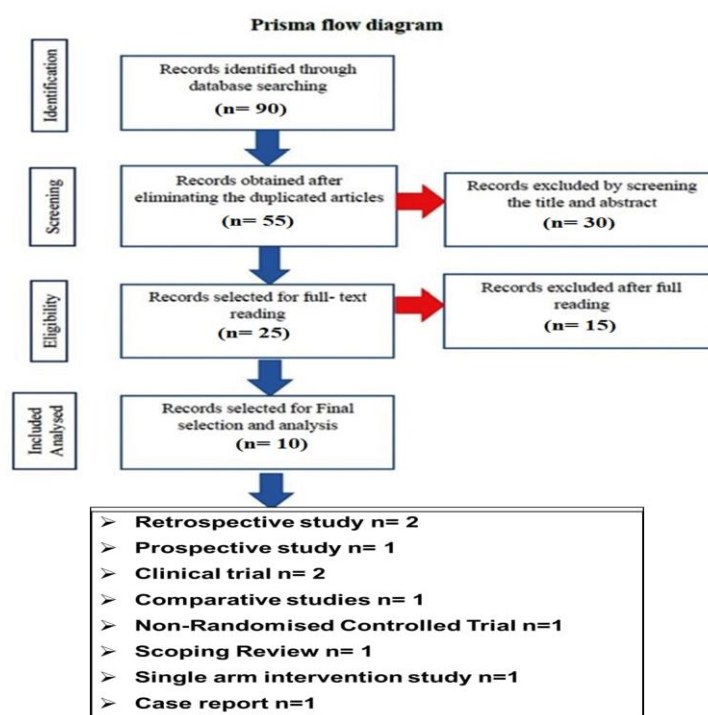 Prisma flow diagram
Identification
Records identified through
database searching
(n= 90)
Screening
Records obtained after
eliminating the duplicated articles
(n= 55)
Records excluded by screening
the title and abstract
(n= 30)
Eligibility
Records selected for full- text
reading
(n= 25)
Records excluded after full
reading
(n= 15)
Included
Analysed
Records selected for Final
selection and analysis
(n= 10)
➢ Retrospective study n= 2
➢ Prospective study n= 1
➢ Clinical trial n= 2
➢ Comparative studies n= 1
➢ Non-Randomised Controlled Trial n=1
➢ Scoping Review n= 1
➢ Single arm intervention study n=1
➢ Case report n=1